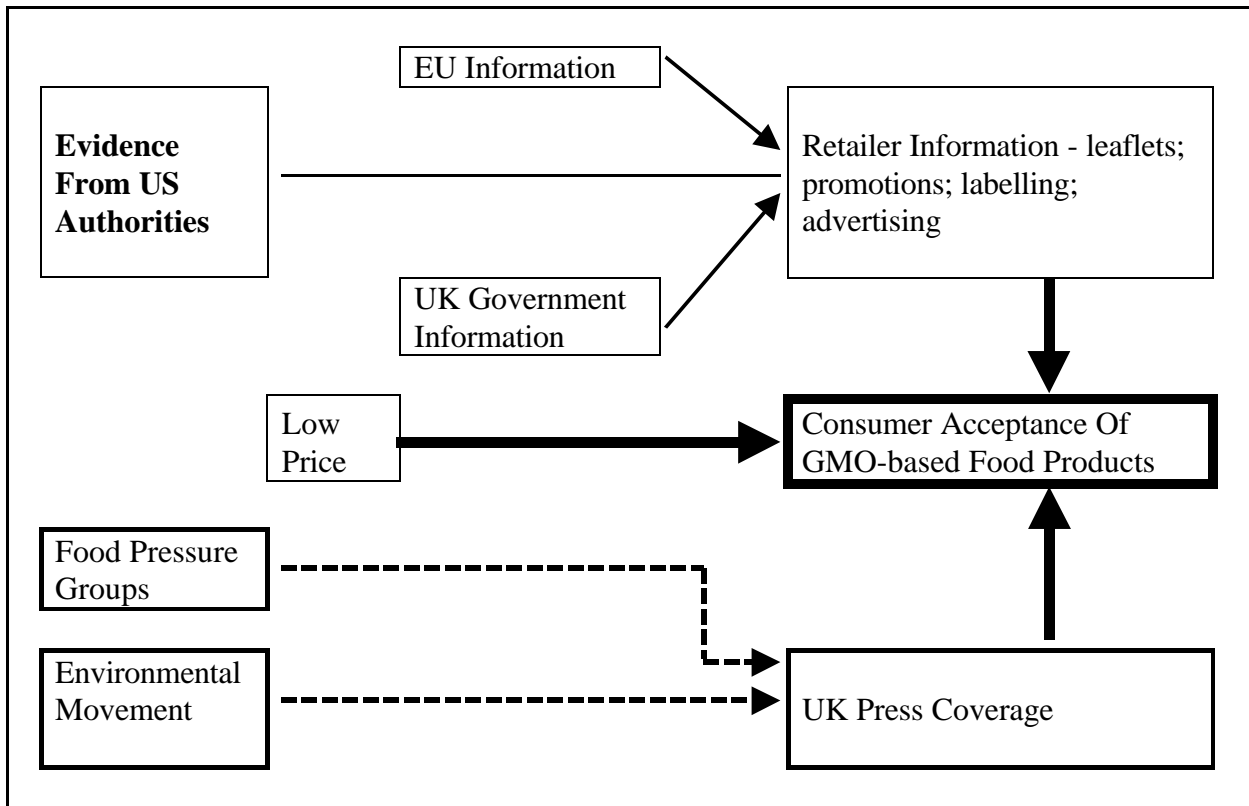 EU Information
Evidence
From US
Authorities
Retailer Information - leaflets;
promotions; labelling;
advertising
UK Government
Information
Low
Price
Consumer Acceptance Of
GMO-based Food Products
Food Pressure
Groups
Environmental
Movement
UK Press Coverage